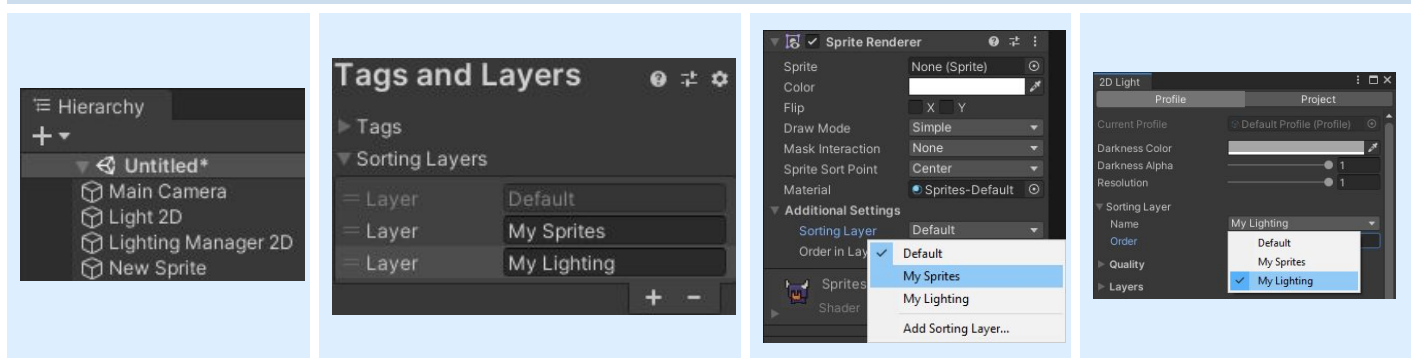 Hierarchy
Untitled*
Main Camera
Light 2D
Lighting Manager 2D
New Sprite
Tags and Layers
Tags
Sorting Layers
Layer Default
Layer My Sprites
Layer My Lighting
Sprite Renderer
Sprite None (Sprite)
Color
Flip X Y
Draw Mode Simple
Mask Interaction None
Sprite Sort Point Center
Material Sprites-Default
Additional Settings
Sorting Layer Default
Order in Lay
Default
My Sprites
My Lighting
Add Sorting Layer...
Sprites
Shader
2D Light
Profile Project
Current Profile Default Profile (Profile)
Darkness Color
Darkness Alpha 1
Resolution 1
Sorting Layer
Name My Lighting
Order
Default
My Sprites
My Lighting
Quality
Layers